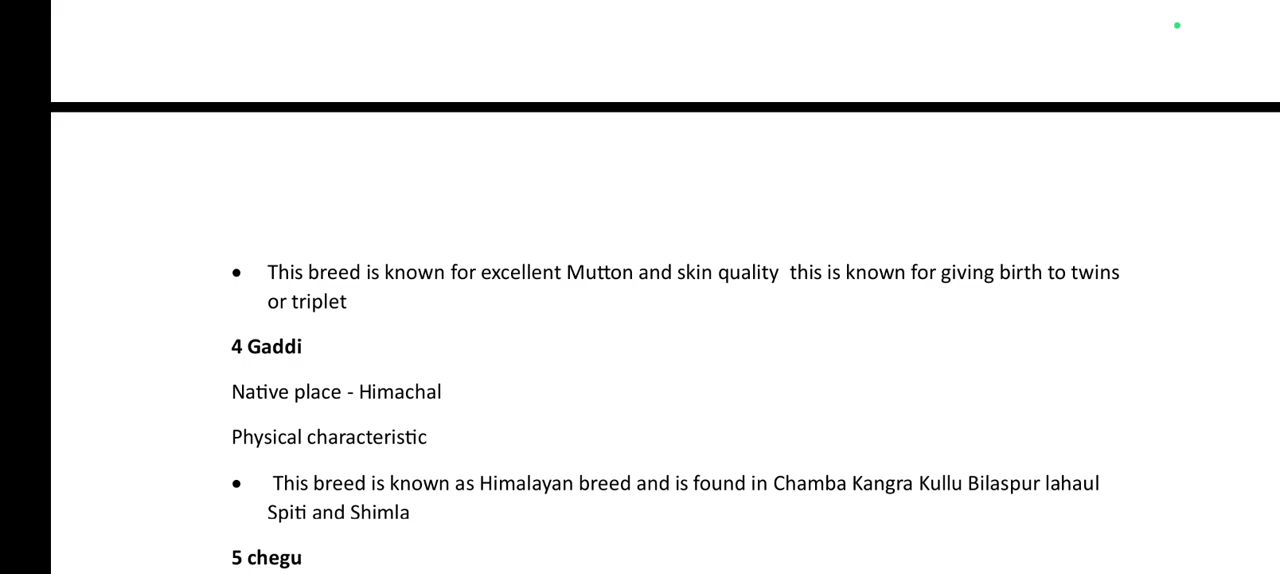 • This breed is known for excellent Mutton and skin quality  this is known for giving birth to twins
or triplet
4 Gaddi
Native place - Himachal
Physical characteristic
• This breed is known as Himalayan breed and is found in Chamba Kangra Kullu Bilaspur lahaul
Spiti and Shimla
5 chegu